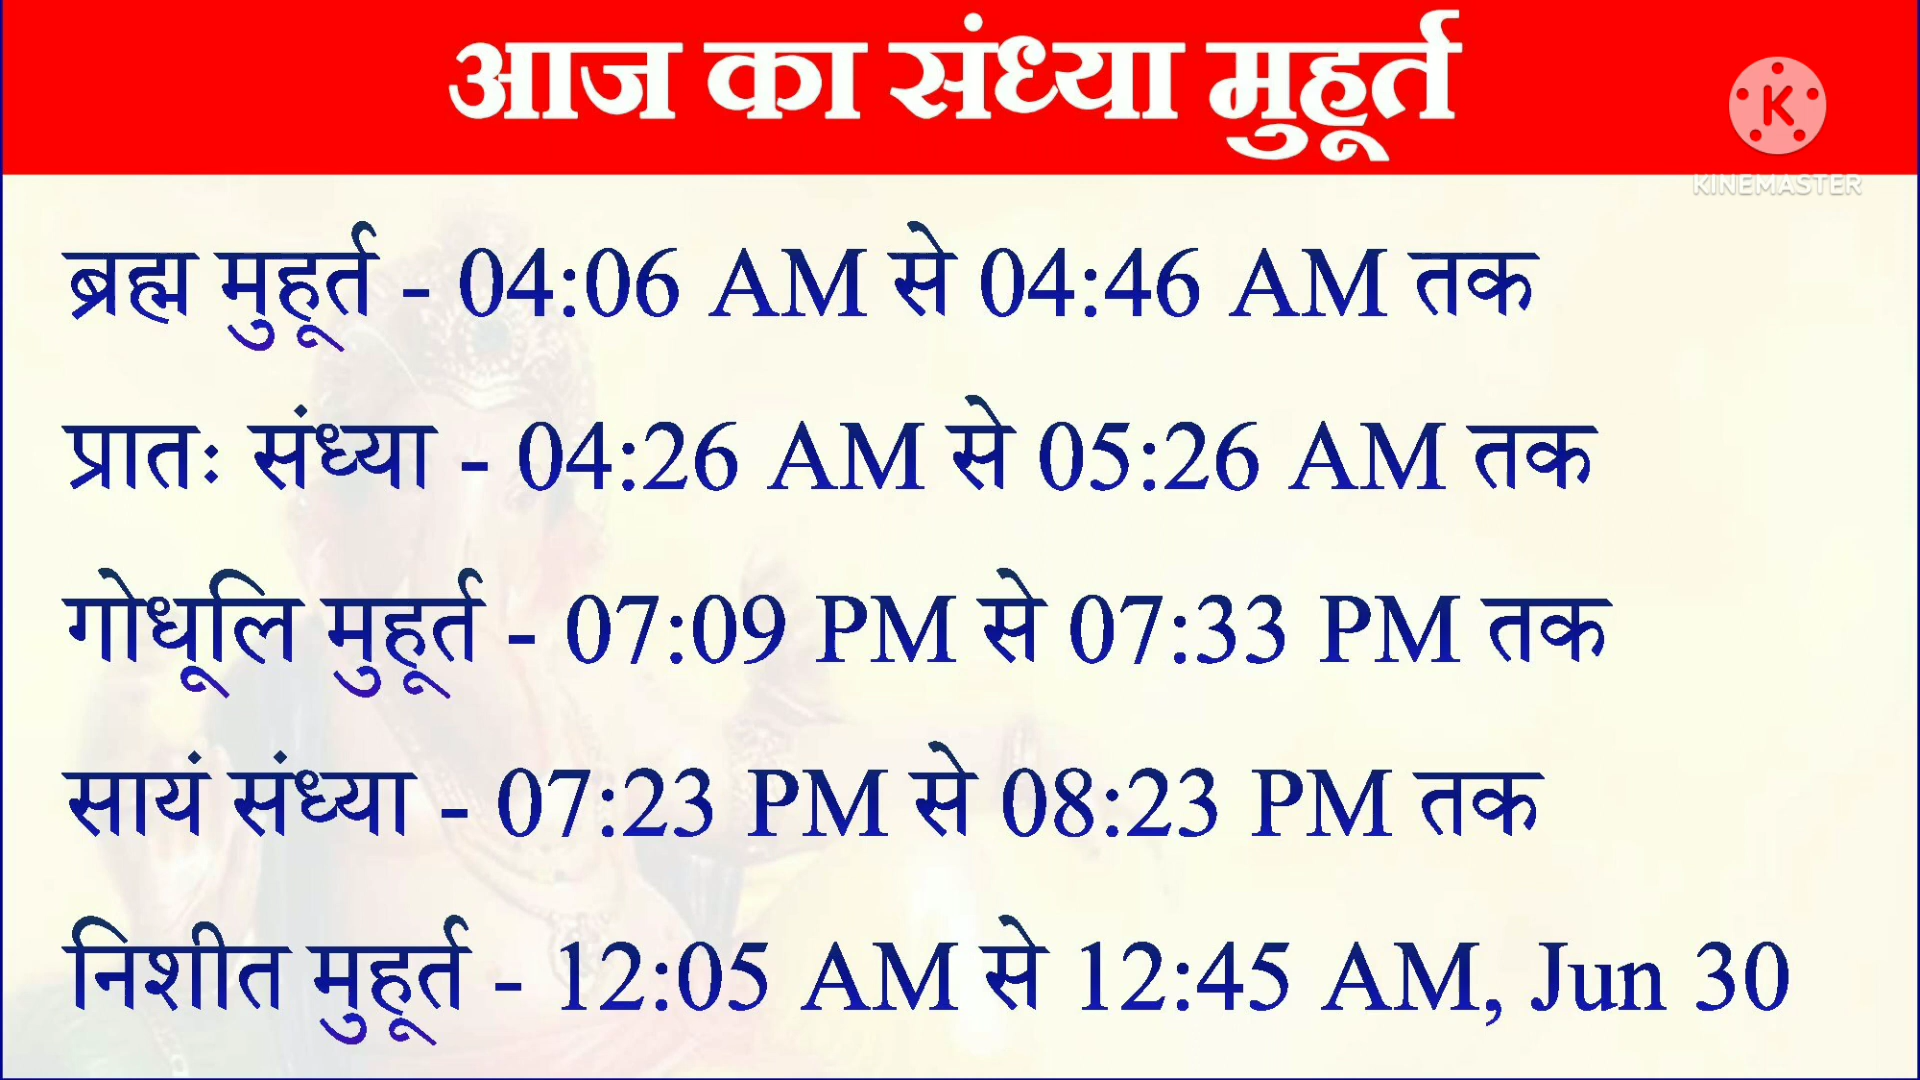 आज का संध्या मुहूर्त
K
KINEMASTER
ब्रह्म मुहूर्त - 04:06 AM से 04:46 AM तक
प्रातः संध्या - 04:26 AM से 05:26 AM तक
गोधूलि मुहूर्त - 07:09 PM से 07:33 PM तक
सायं संध्या - 07:23 PM से 08:23 PM तक
निशीत मुहूर्त - 12:05 AM से 12:45 AM, Jun 30